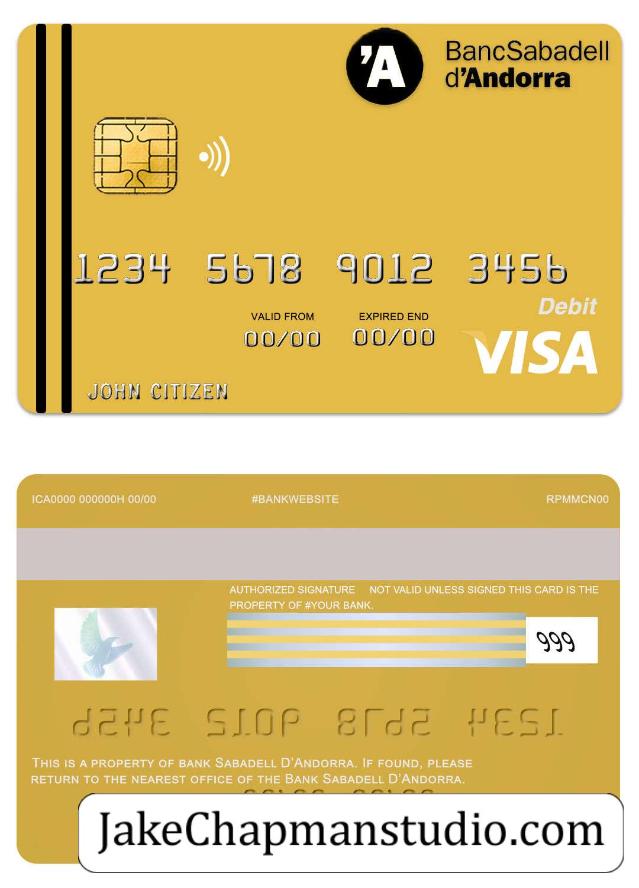 'A BancSabadell
d'Andorra
1234 5678 9012 3456
Debit
VALID FROM EXPIRED END
00/00 00/00
VISA
JOHN CITIZEN
ICA0000 000000H 00/00 #BANKWEBSITE RPMMCN00
AUTHORIZED SIGNATURE NOT VALID UNLESS SIGNED THIS CARD IS THE
PROPERTY OF #YOUR BANK.
999
1234 5678 9012 3456
THIS IS A PROPERTY OF BANK SABADELL D'ANDORRA. IF FOUND, PLEASE
RETURN TO THE NEAREST OFFICE OF THE BANK SABADELL D'ANDORRA.
JakeChapmanstudio.com